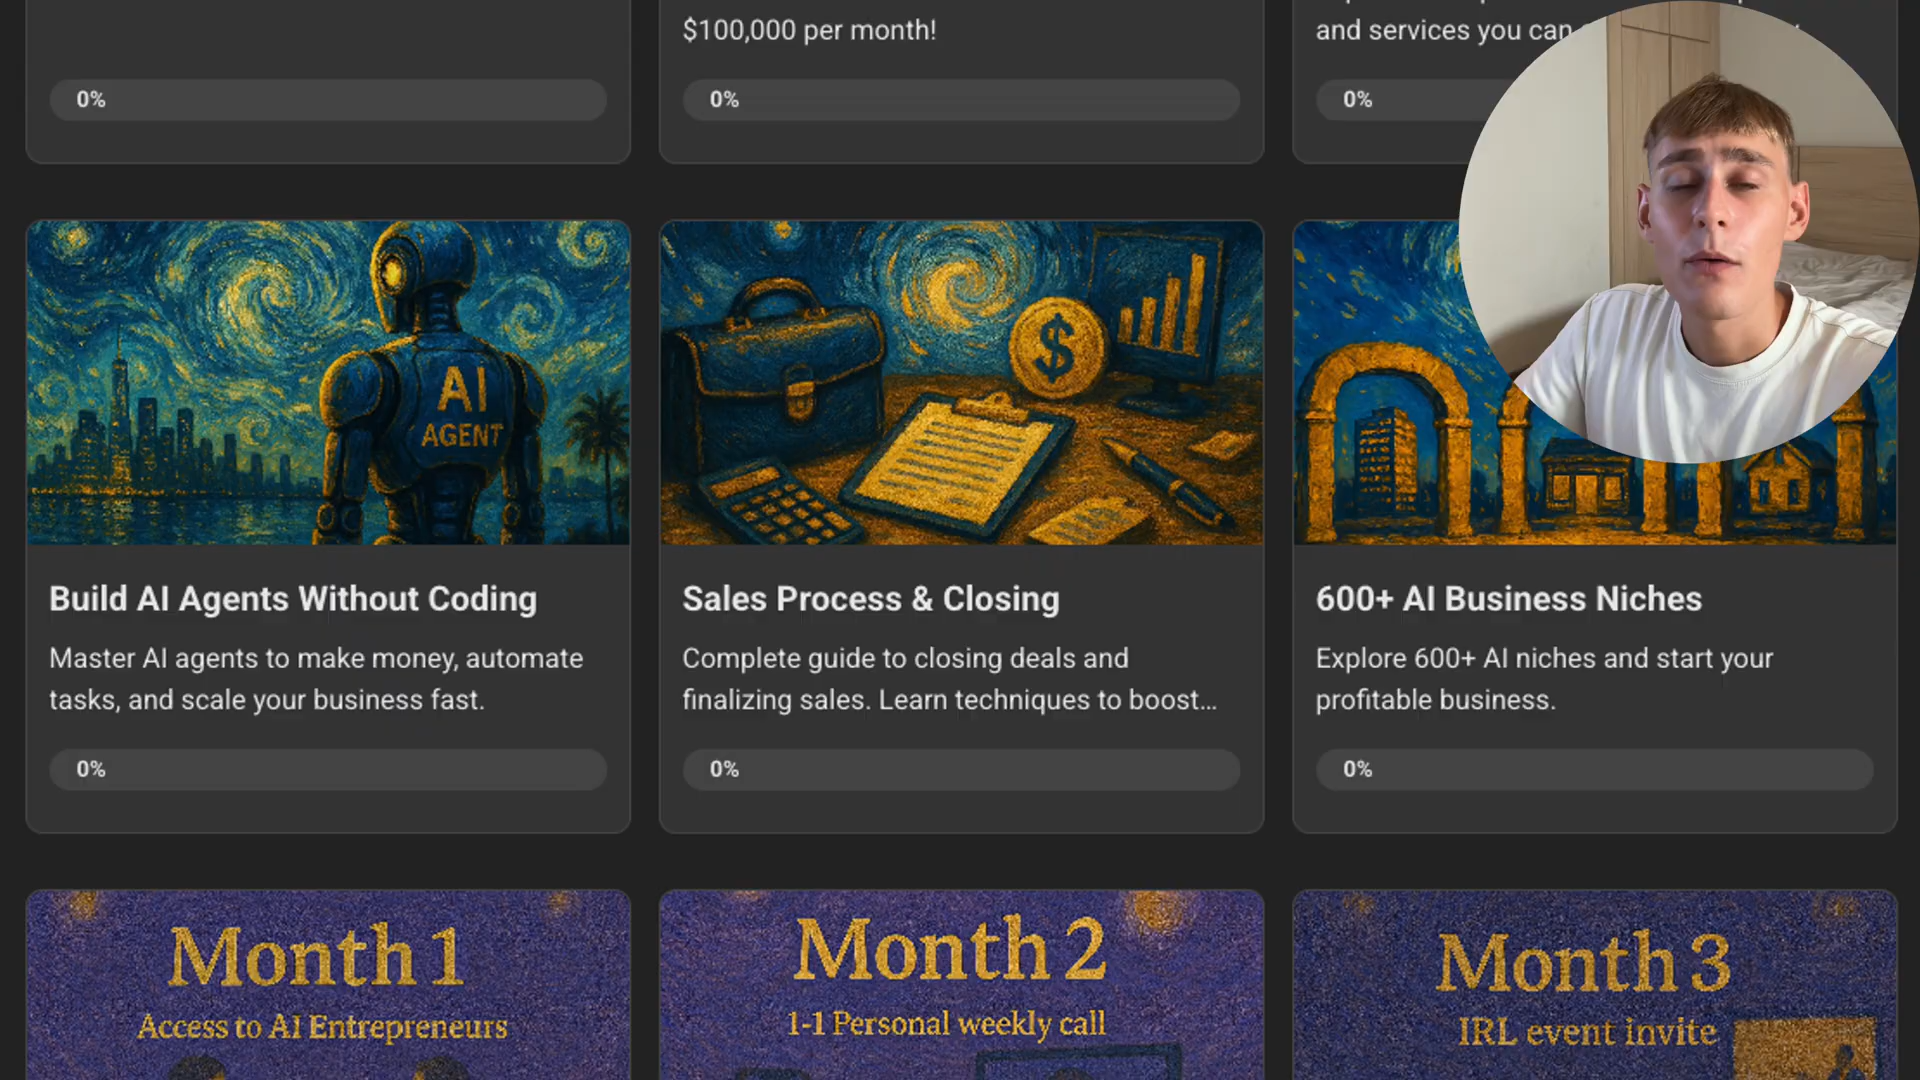 $100,000 per month!
and services you can
0%
0%
0%
AI
AGENT
$
Build AI Agents Without Coding
Master AI agents to make money, automate
tasks, and scale your business fast.
0%
Sales Process & Closing
Complete guide to closing deals and
finalizing sales. Learn techniques to boost...
0%
600+ AI Business Niches
Explore 600+ AI niches and start your
profitable business.
0%
Month 1
Access to AI Entrepreneurs
Month 2
1-1 Personal weekly call
Month 3
IRL event invite